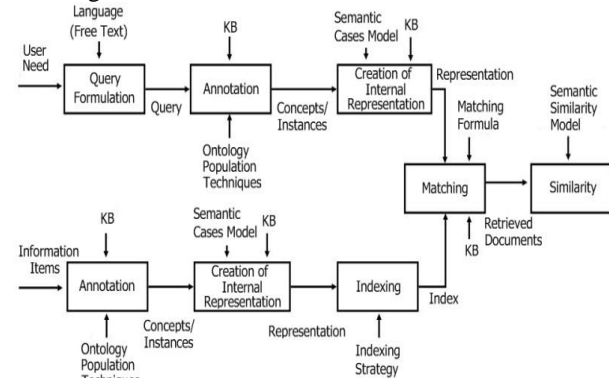 Language
(Free Text)
KB
Semantic
Cases Model
KB
User
Need
Query
Formulation
Query
Annotation
Concepts/
Instances
Creation of
Internal
Representation
Representation
Ontology
Population
Techniques
Matching
Formula
Semantic
Similarity
Model
Matching
Similarity
KB
Retrieved
Documents
KB
Semantic
Cases Model
KB
Information
Items
Annotation
Concepts/
Instances
Creation of
Internal
Representation
Representation
Indexing
Index
Ontology
Population
Indexing
Strategy